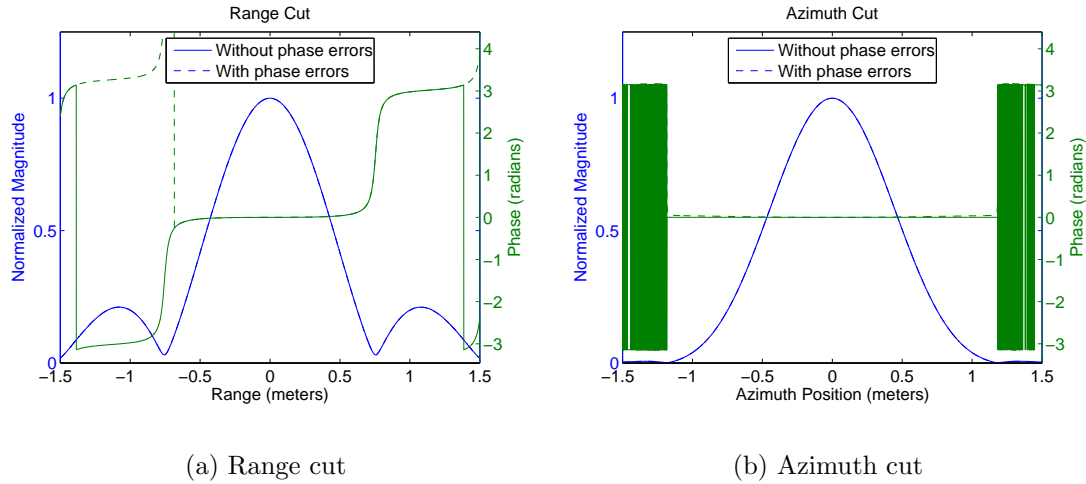 Range Cut
Without phase errors
With phase errors
Normalized Magnitude
1
0.5
0
4
3
2
1
0
−1
−2
−3
Phase (radians)
−1.5
−1
−0.5
0
0.5
1
1.5
Range (meters)
(a) Range cut
Azimuth Cut
Without phase errors
With phase errors
Normalized Magnitude
1
0.5
0
4
3
2
1
0
−1
−2
−3
Phase (radians)
−1.5
−1
−0.5
0
0.5
1
1.5
Azimuth Position (meters)
(b) Azimuth cut